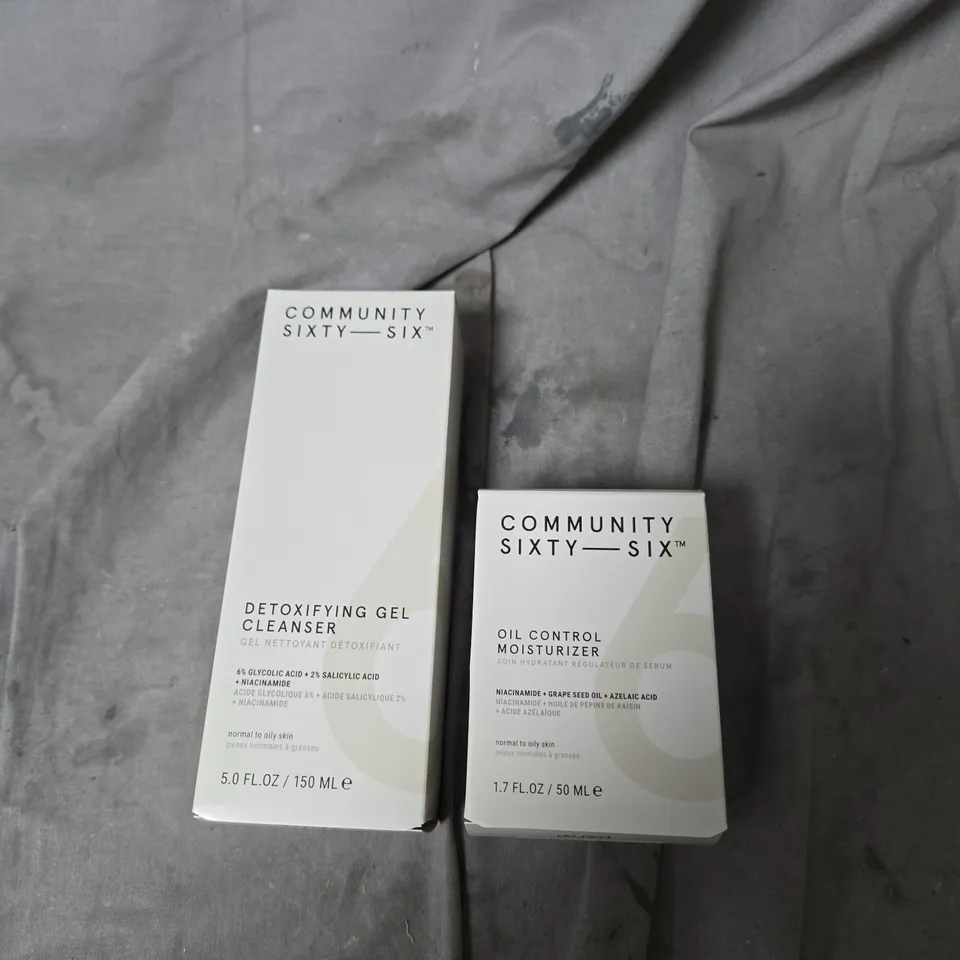 COMMUNITY
SIXTY—SIX™
DETOXIFYING GEL
CLEANSER
GEL NETTOYANT DÉTOXIFIANT
6% GLYCOLIC ACID + 2% SALICYLIC ACID
+ NIACINAMIDE
ACIDE GLYCOLIQUE 6% + ACIDE SALICYLIQUE 2%
+ NIACINAMIDE
normal to oily skin
peaux normales à grasses
5.0 FL.OZ / 150 ML ℮
COMMUNITY
SIXTY—SIX™
OIL CONTROL
MOISTURIZER
SOIN HYDRATANT RÉGULATEUR DE SÉBUM
NIACINAMIDE + GRAPE SEED OIL + AZELAIC ACID
NIACINAMIDE + HUILE DE PÉPINS DE RAISIN
+ ACIDE AZÉLAÏQUE
normal to oily skin
peaux normales à grasses
1.7 FL.OZ / 50 ML ℮